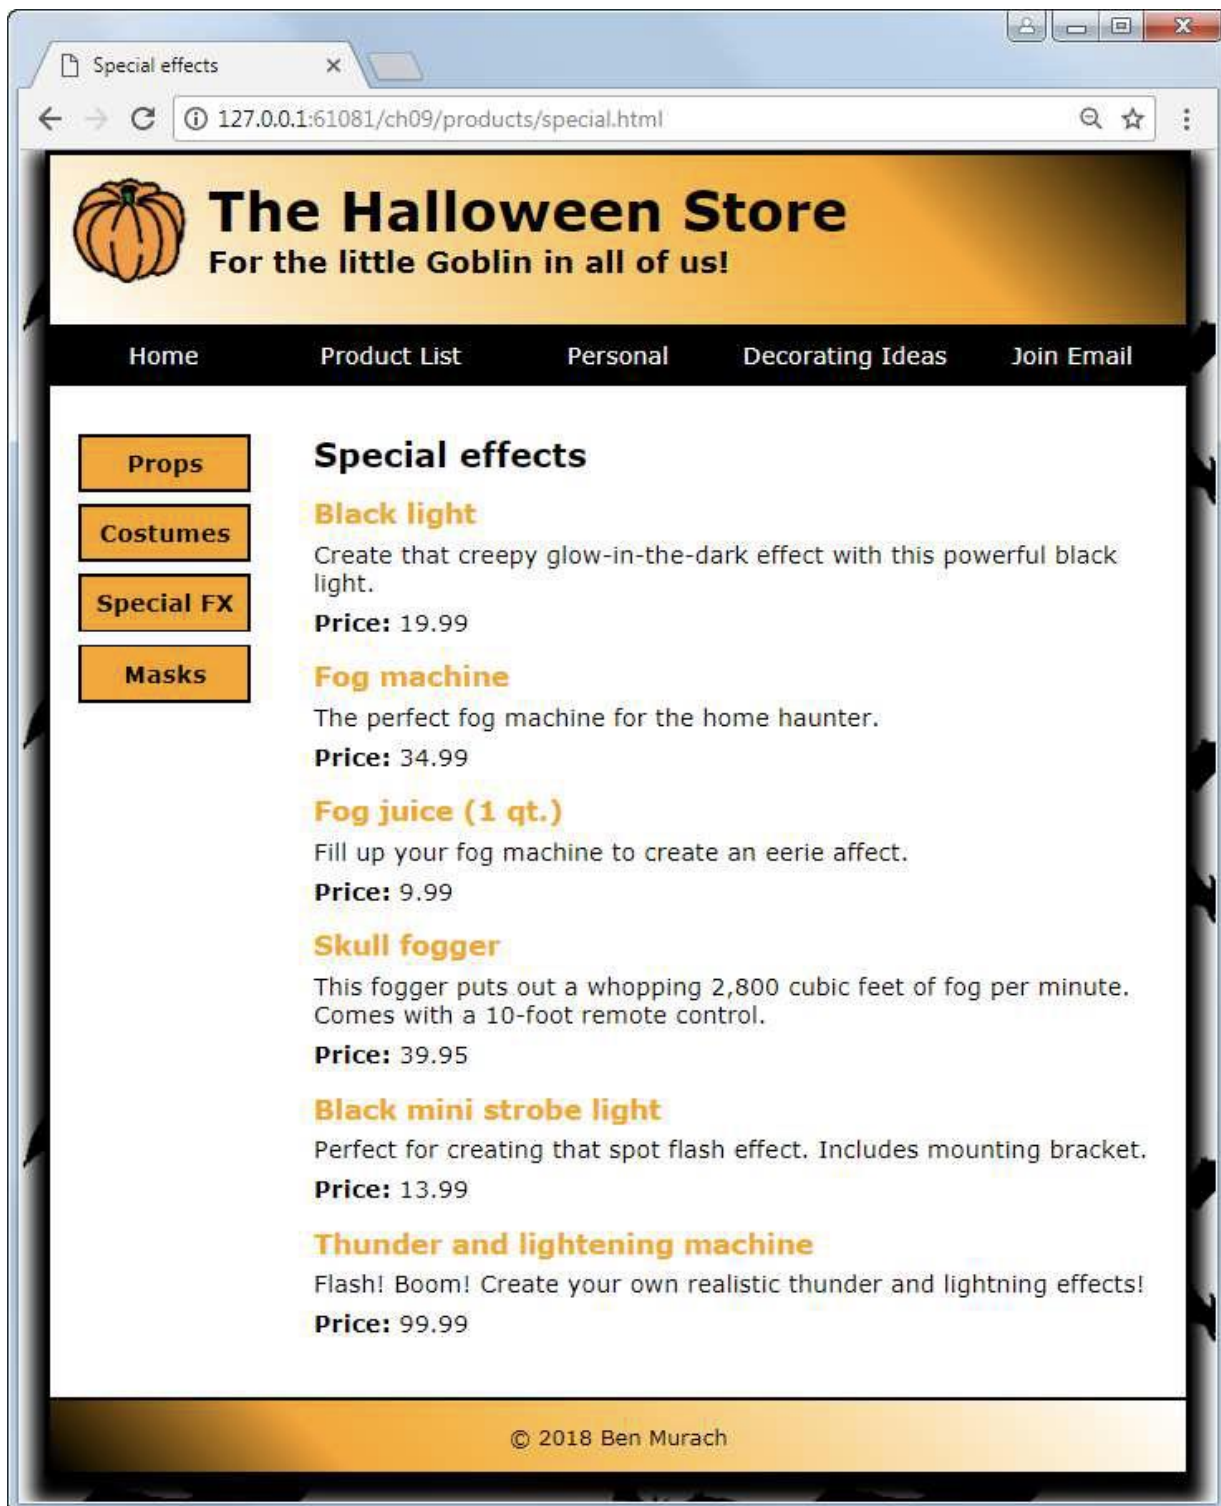 Special effects
127.0.0.1:61081/ch09/products/special.html
The Halloween Store
For the little Goblin in all of us!
Home Product List Personal Decorating Ideas Join Email
Props
Costumes
Special FX
Masks
Special effects
Black light
Create that creepy glow-in-the-dark effect with this powerful black
light.
Price: 19.99
Fog machine
The perfect fog machine for the home haunter.
Price: 34.99
Fog juice (1 qt.)
Fill up your fog machine to create an eerie affect.
Price: 9.99
Skull fogger
This fogger puts out a whopping 2,800 cubic feet of fog per minute.
Comes with a 10-foot remote control.
Price: 39.95
Black mini strobe light
Perfect for creating that spot flash effect. Includes mounting bracket.
Price: 13.99
Thunder and lightening machine
Flash! Boom! Create your own realistic thunder and lightning effects!
Price: 99.99
© 2018 Ben Murach